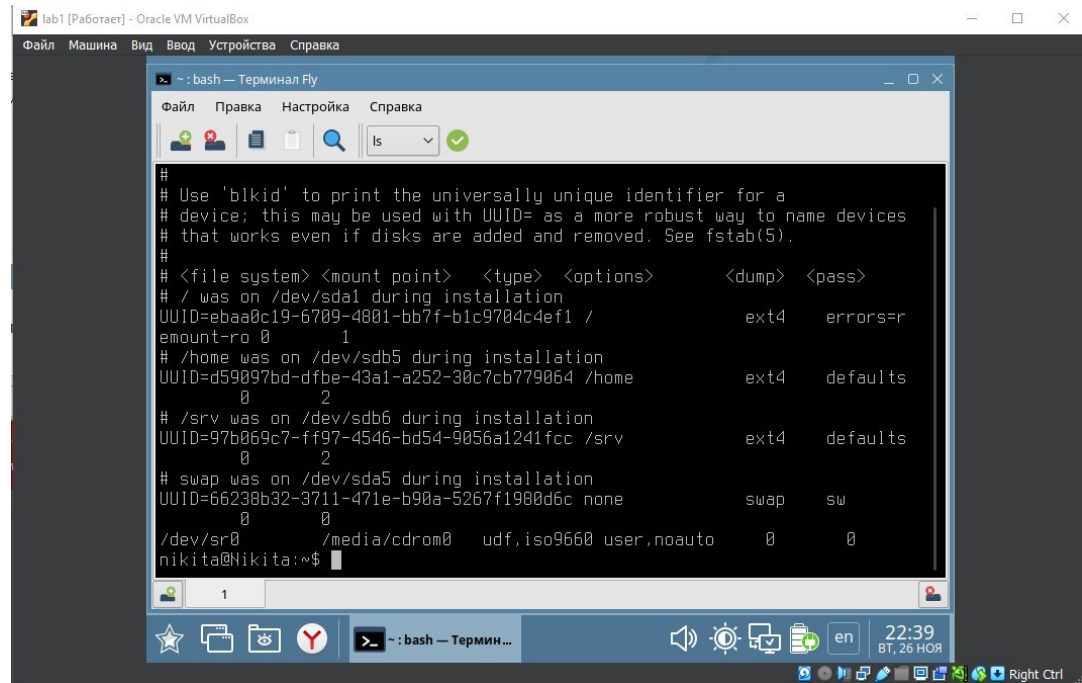 lab1 [Работает] - Oracle VM VirtualBox
Файл Машина Вид Ввод Устройства Справка
~ : bash — Терминал Fly
Файл Правка Настройка Справка
ls
#
# Use 'blkid' to print the universally unique identifier for a
# device; this may be used with UUID= as a more robust way to name devices
# that works even if disks are added and removed. See fstab(5).
#
# <file system> <mount point> <type> <options> <dump> <pass>
# / was on /dev/sda1 during installation
UUID=ebaa0c19-6709-4801-bb7f-b1c9704c4ef1 / ext4 errors=r
emount-ro 0 1
# /home was on /dev/sdb5 during installation
UUID=d59097bd-dfbe-43a1-a252-30c7cb779064 /home ext4 defaults
0 2
# /srv was on /dev/sdb6 during installation
UUID=97b069c7-ff97-4546-bd54-9056a1241fcc /srv ext4 defaults
0 2
# swap was on /dev/sda5 during installation
UUID=66238b32-3711-471e-b90a-5267f1980d6c none swap sw
0 0
/dev/sr0 /media/cdrom0 udf,iso9660 user,noauto 0 0
nikita@Nikita:~$
1
~ : bash — Термин...
en
22:39
ВТ, 26 НОЯ
Right Ctrl